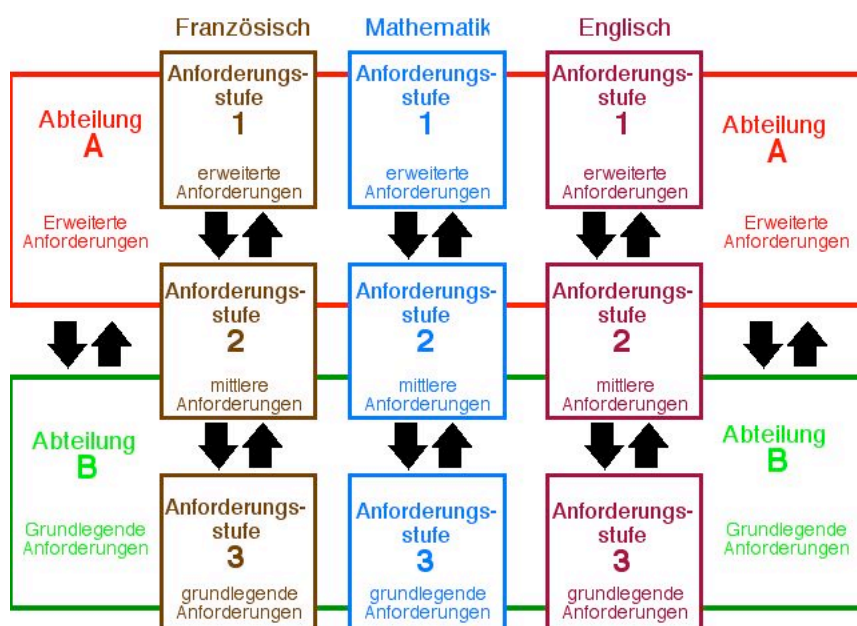 Französisch
Mathematik
Englisch
Abteilung
A
Erweiterte
Anforderungen
Anforderungs-
stufe
1
erweiterte
Anforderungen
Anforderungs-
stufe
1
erweiterte
Anforderungen
Anforderungs-
stufe
1
erweiterte
Anforderungen
Abteilung
A
Erweiterte
Anforderungen
Anforderungs-
stufe
2
mittlere
Anforderungen
Anforderungs-
stufe
2
mittlere
Anforderungen
Anforderungs-
stufe
2
mittlere
Anforderungen
Abteilung
B
Grundlegende
Anforderungen
Anforderungs-
stufe
3
grundlegende
Anforderungen
Anforderungs-
stufe
3
grundlegende
Anforderungen
Anforderungs-
stufe
3
grundlegende
Anforderungen
Abteilung
B
Grundlegende
Anforderungen